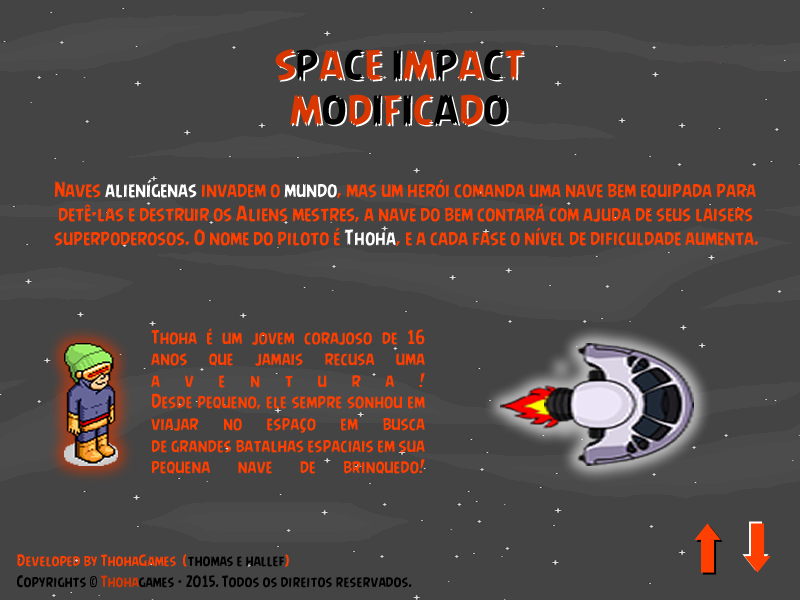 SPACE IMPACT
MODIFICADO
NAVES ALIENÍGENAS INVADEM O MUNDO, MAS UM HERÓI COMANDA UMA NAVE BEM EQUIPADA PARA
DETÊ-LAS E DESTRUIR OS ALIENS MESTRES, A NAVE DO BEM CONTARÁ COM AJUDA DE SEUS LAISERS
SUPERPODEROSOS. O NOME DO PILOTO É THOHA, E A CADA FASE O NÍVEL DE DIFICULDADE AUMENTA.
THOHA É UM JOVEM CORAJOSO DE 16
ANOS QUE JAMAIS RECUSA UMA
AVENTURA!
DESDE PEQUENO, ELE SEMPRE SONHOU EM
VIAJAR NO ESPAÇO EM BUSCA
DE GRANDES BATALHAS ESPACIAIS EM SUA
PEQUENA NAVE DE BRINQUEDO!
DEVELOPED BY THOHAGAMES (THOMAS E HALLEF)
COPYRIGHTS © THOHAGAMES - 2015. TODOS OS DIREITOS RESERVADOS.